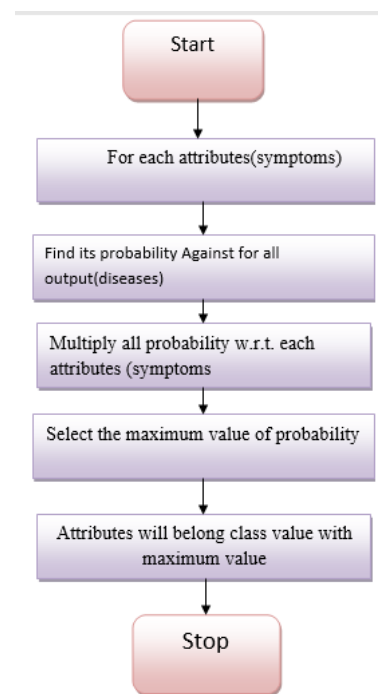 Start
For each attributes(symptoms)
Find its probability Against for all
output(diseases)
Multiply all probability w.r.t. each
attributes (symptoms
Select the maximum value of probability
Attributes will belong class value with
maximum value
Stop